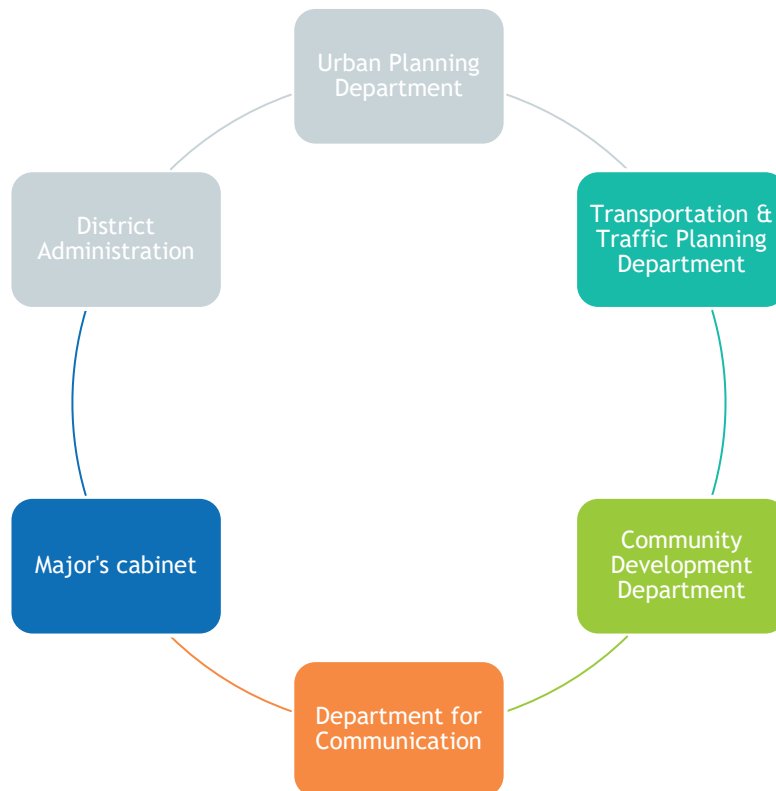 Urban Planning
Department
Transportation &
Traffic Planning
Department
Community
Development
Department
Department for
Communication
Major's cabinet
District
Administration